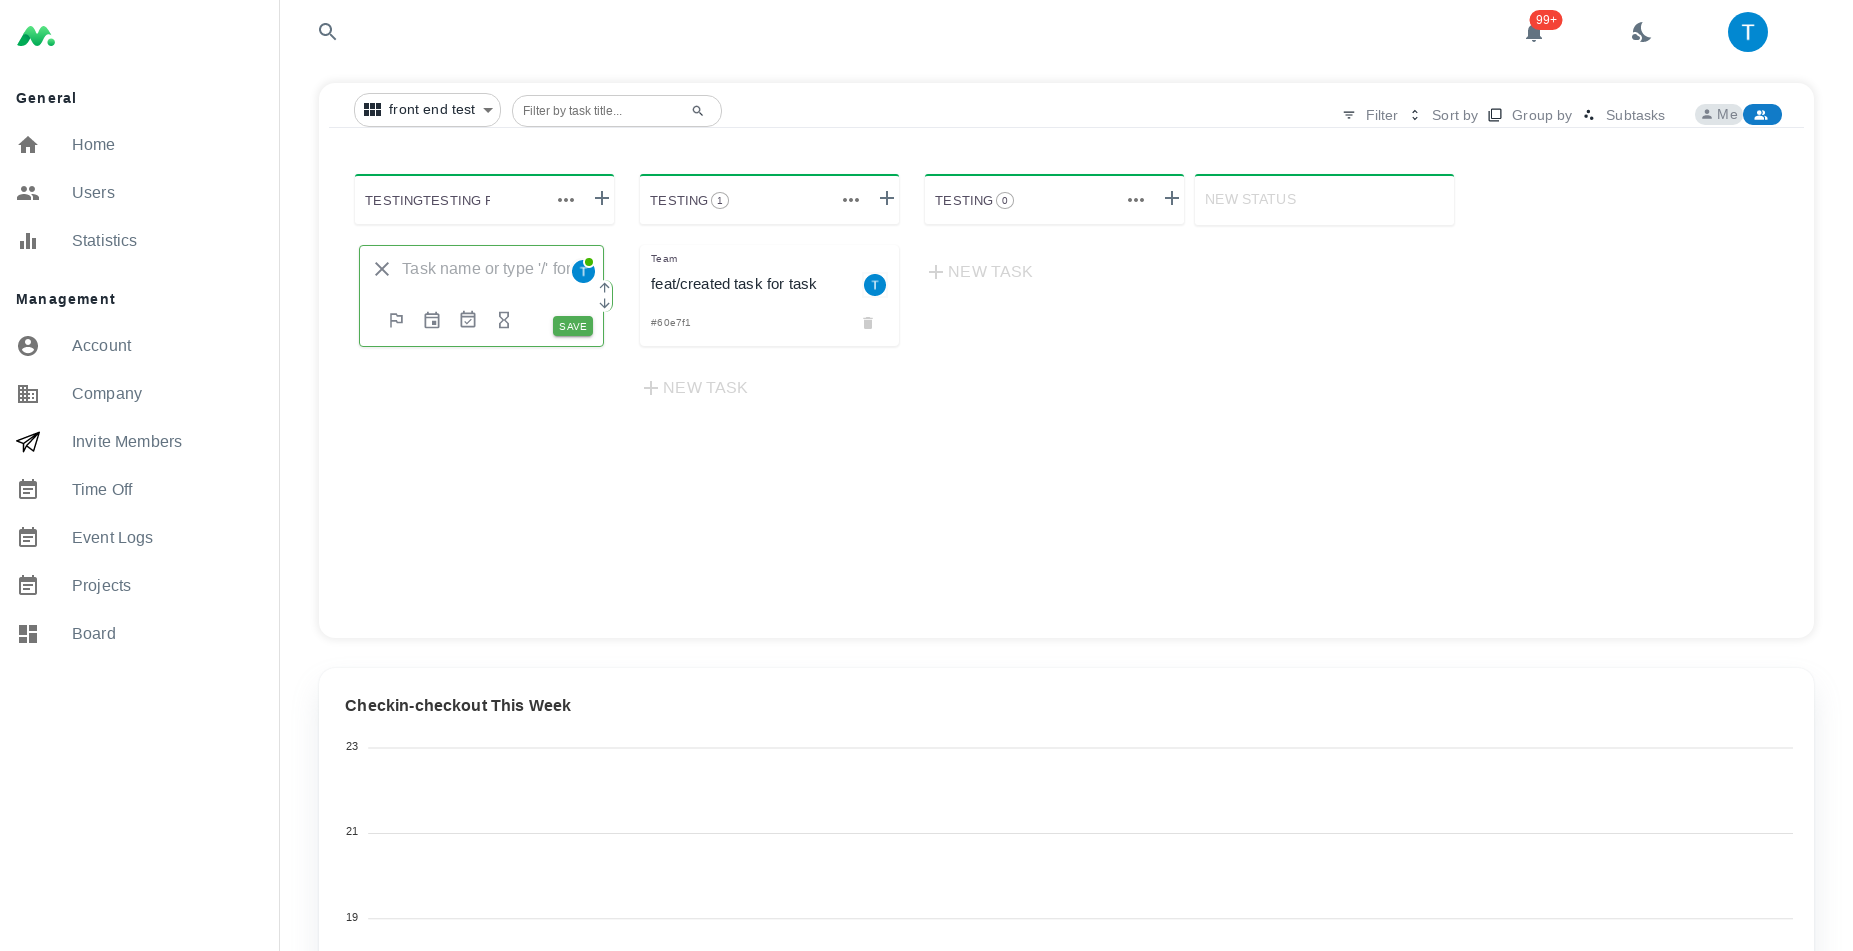 99+
T
General
Home
Users
Statistics
Management
Account
Company
Invite Members
Time Off
Event Logs
Projects
Board
front end test
Filter by task title...
Filter
Sort by
Group by
Subtasks
Me
TESTINGTESTING F
TESTING 1
TESTING 0
NEW STATUS
Task name or type '/' for
T
SAVE
Team
feat/created task for task
T
#60e7f1
NEW TASK
NEW TASK
Checkin-checkout This Week
23
21
19